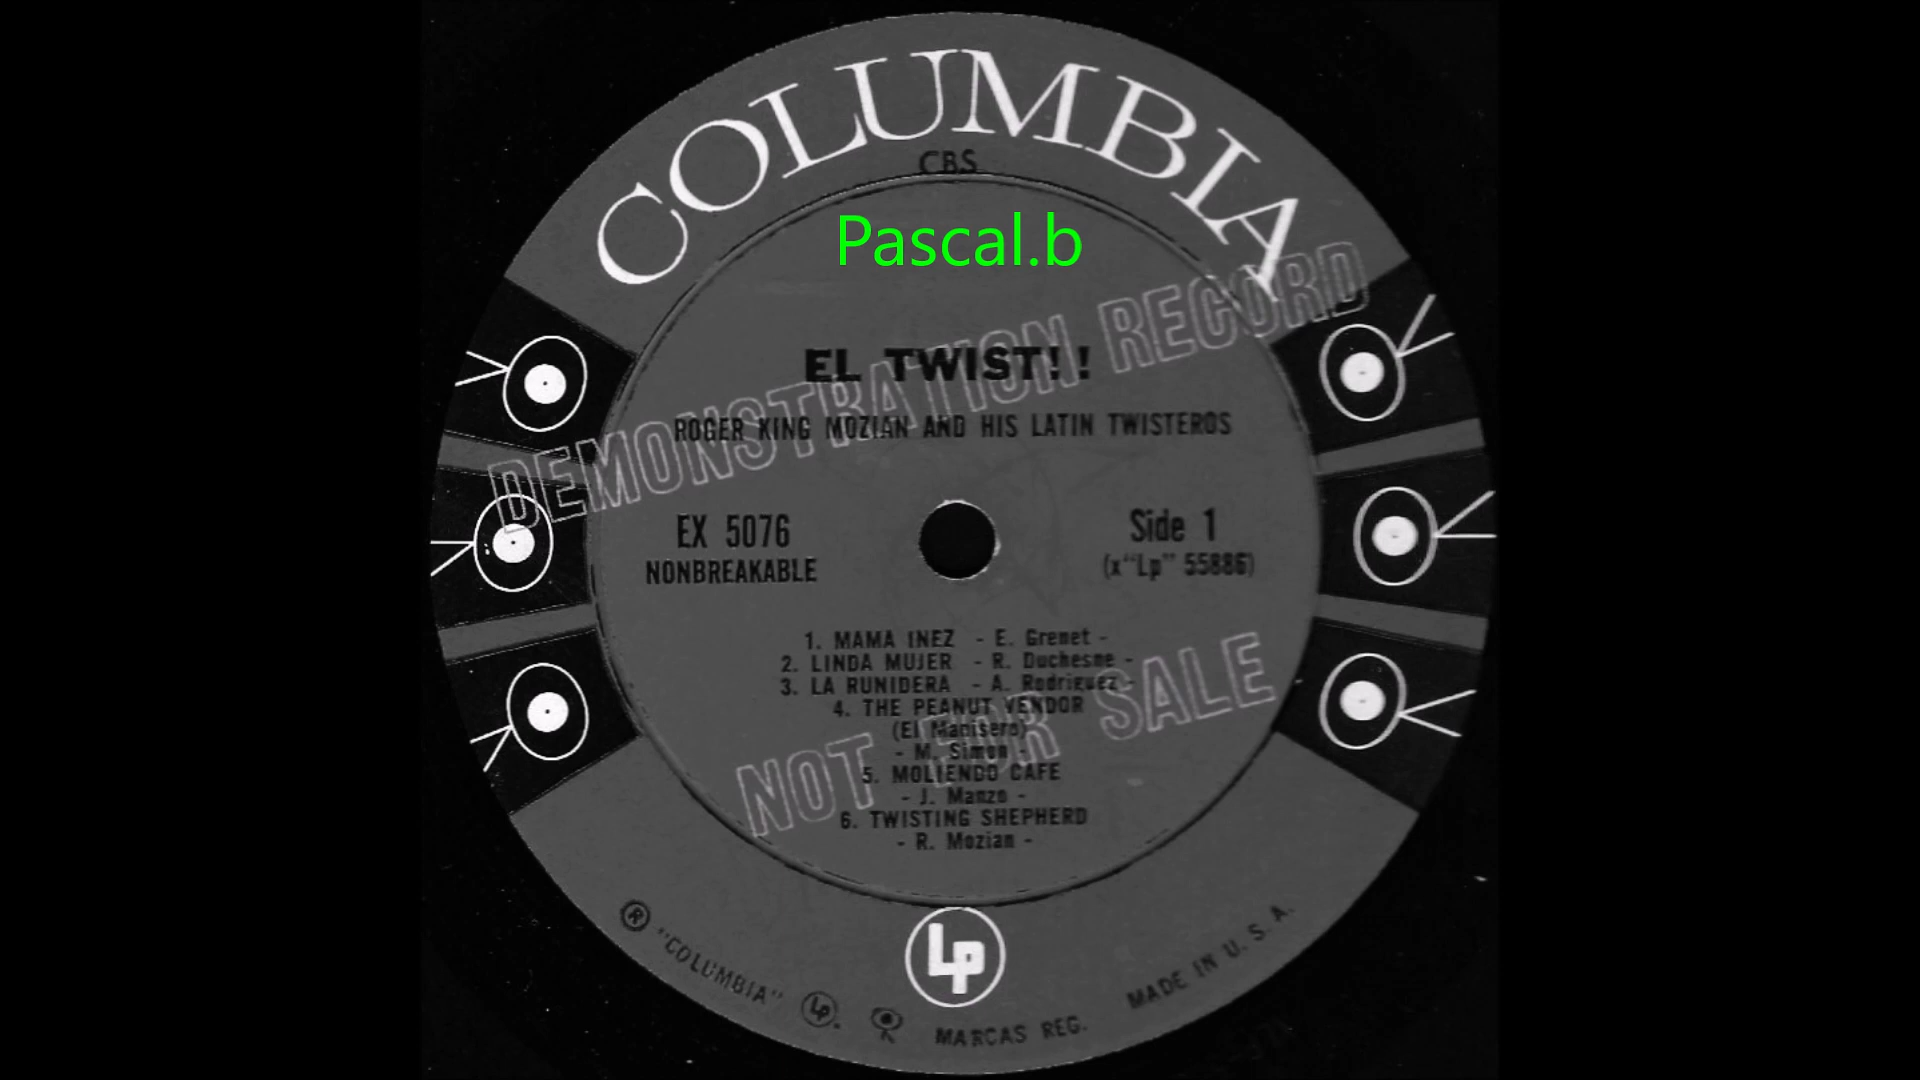 COLUMBIA
CBS
Pascal.b
DEMONSTRATION RECORD
EL TWIST!!
ROGER KING MOZIAN AND HIS LATIN TWISTEROS
EX 5076
NONBREAKABLE
Side 1
(x"Lp" 55886)
1. MAMA INEZ - E. Grenet -
2. LINDA MUJER - R. Duchesne -
3. LA RUNIDERA - A. Rodriguez -
4. THE PEANUT VENDOR
(El Manisero)
- M. Simon -
5. MOLIENDO CAFE
- J. Manzo -
6. TWISTING SHEPHERD
- R. Mozian -
NOT FOR SALE
Lp
® "COLUMBIA" Lp. MARCAS REG. MADE IN U. S. A.